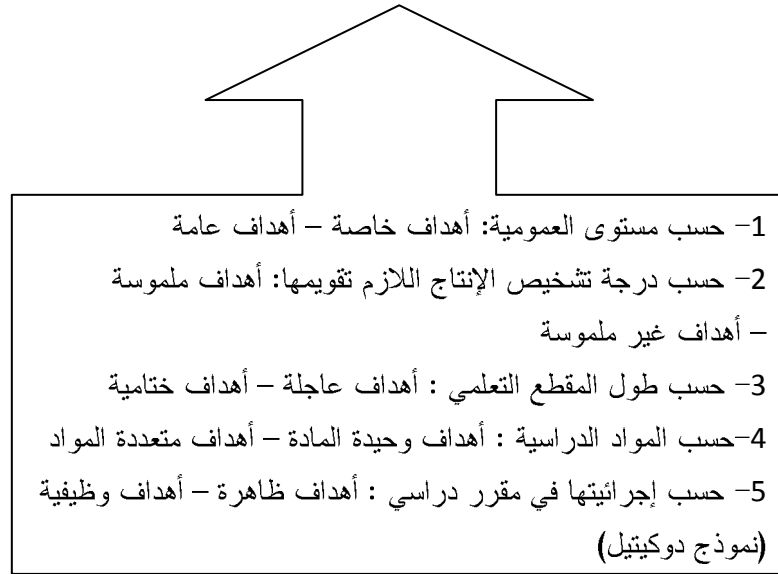 1- حسب مستوى العمومية: أهداف خاصة – أهداف عامة
2- حسب درجة تشخيص الإنتاج اللازم تقويمها: أهداف ملموسة
– أهداف غير ملموسة
3- حسب طول المقطع التعلمي : أهداف عاجلة – أهداف ختامية
4-حسب المواد الدراسية : أهداف وحيدة المادة – أهداف متعددة المواد
5- حسب إجرائيتها في مقرر دراسي : أهداف ظاهرة – أهداف وظيفية
(نموذج دوكيتيل)